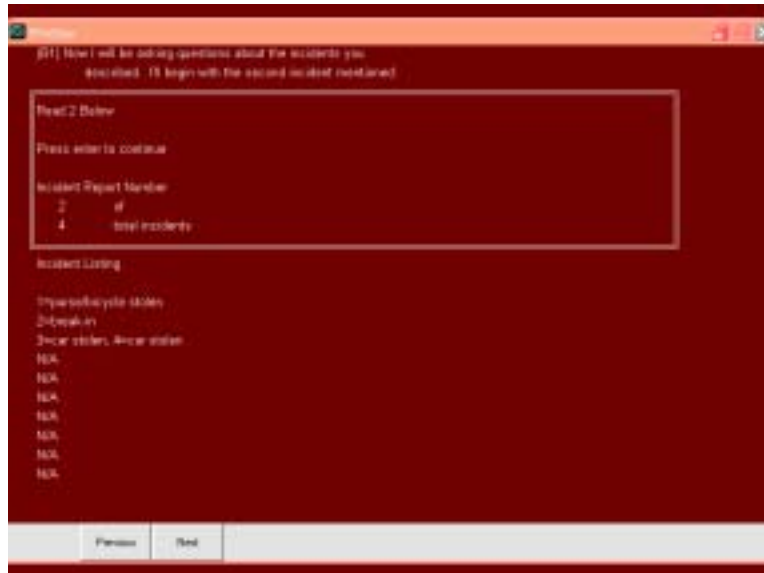 Now I will be asking questions about the incidents you
described. I'll begin with the second incident mentioned.
Read 2 Below
Press enter to continue
Incident Report Number
2 of
4 total incidents
Incident Listing
1=purse/bicycle stolen
2=break in
3=car stolen, 4=car stolen
N/A
N/A
N/A
N/A
N/A
N/A
N/A
Previous Next